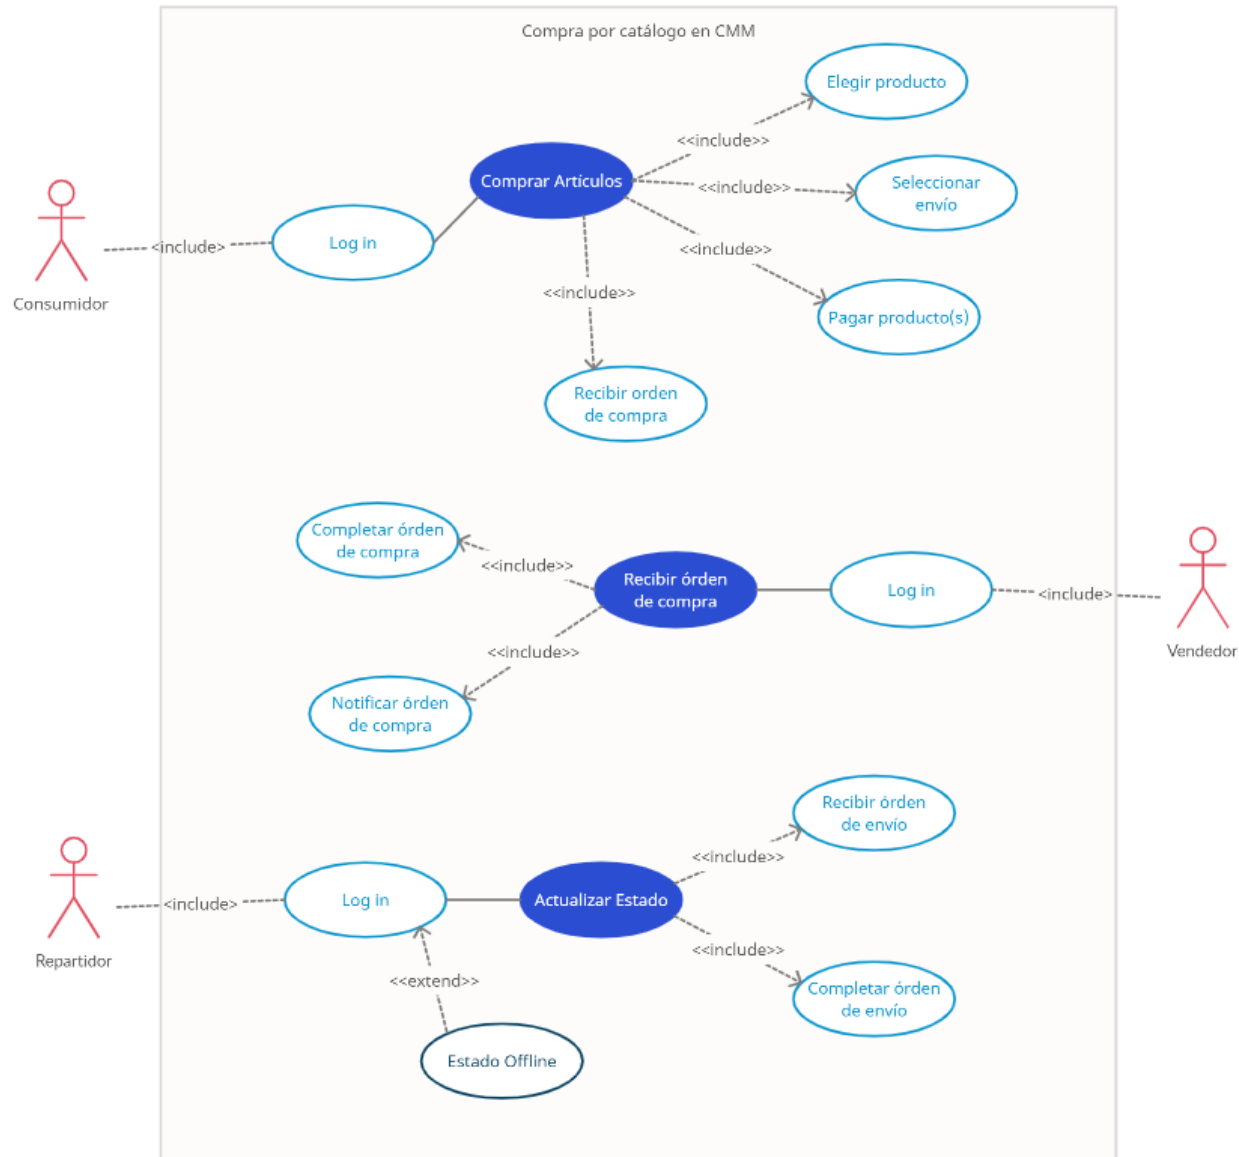 Compra por catálogo en CMM
Elegir producto
<<include>>
Comprar Artículos
<<include>>
Seleccionar
envío
Log in
<include>
<<include>>
Consumidor
<<include>>
Pagar producto(s)
Recibir orden
de compra
Completar órden
de compra
<<include>>
Recibir órden
de compra
Log in
<include>
Vendedor
<<include>>
Notificar órden
de compra
Recibir órden
de envío
<<include>>
Log in
<include>
Actualizar Estado
Repartidor
<<include>>
<<extend>>
Completar órden
de envío
Estado Offline